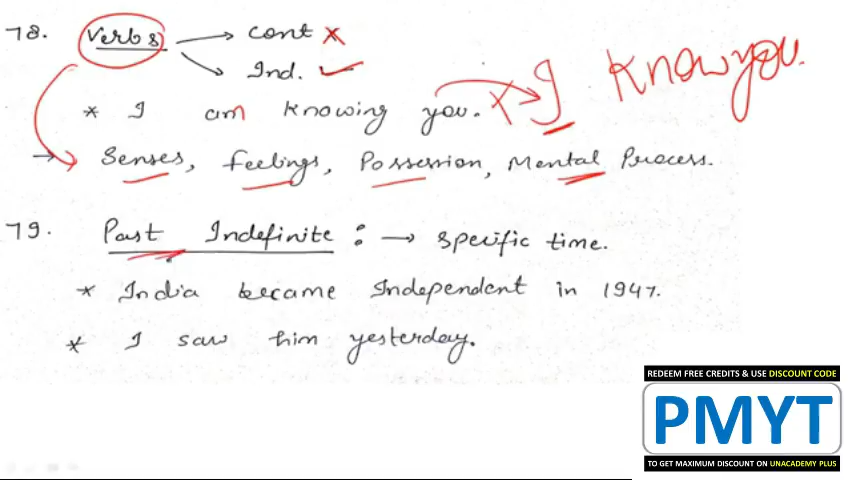 78. Verbs → cont ×
→ Ind. ✓
* I am knowing you. × I know you.
→ Senses, Feelings, Possession, Mental Process.
79. Past Indefinite : → specific time.
* India became Independent in 1947.
* I saw him yesterday.
REDEEM FREE CREDITS & USE DISCOUNT CODE
PMYT
TO GET MAXIMUM DISCOUNT ON UNACADEMY PLUS